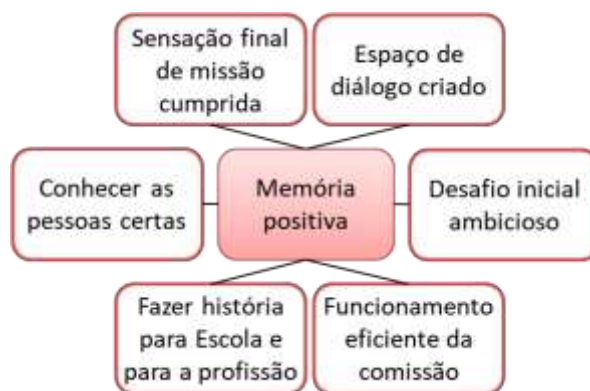 Sensação final
de missão
cumprida
Espaço de
diálogo criado
Conhecer as
pessoas certas
Memória
positiva
Desafio inicial
ambicioso
Fazer história
para Escola e
para a profissão
Funcionamento
eficiente da
comissão